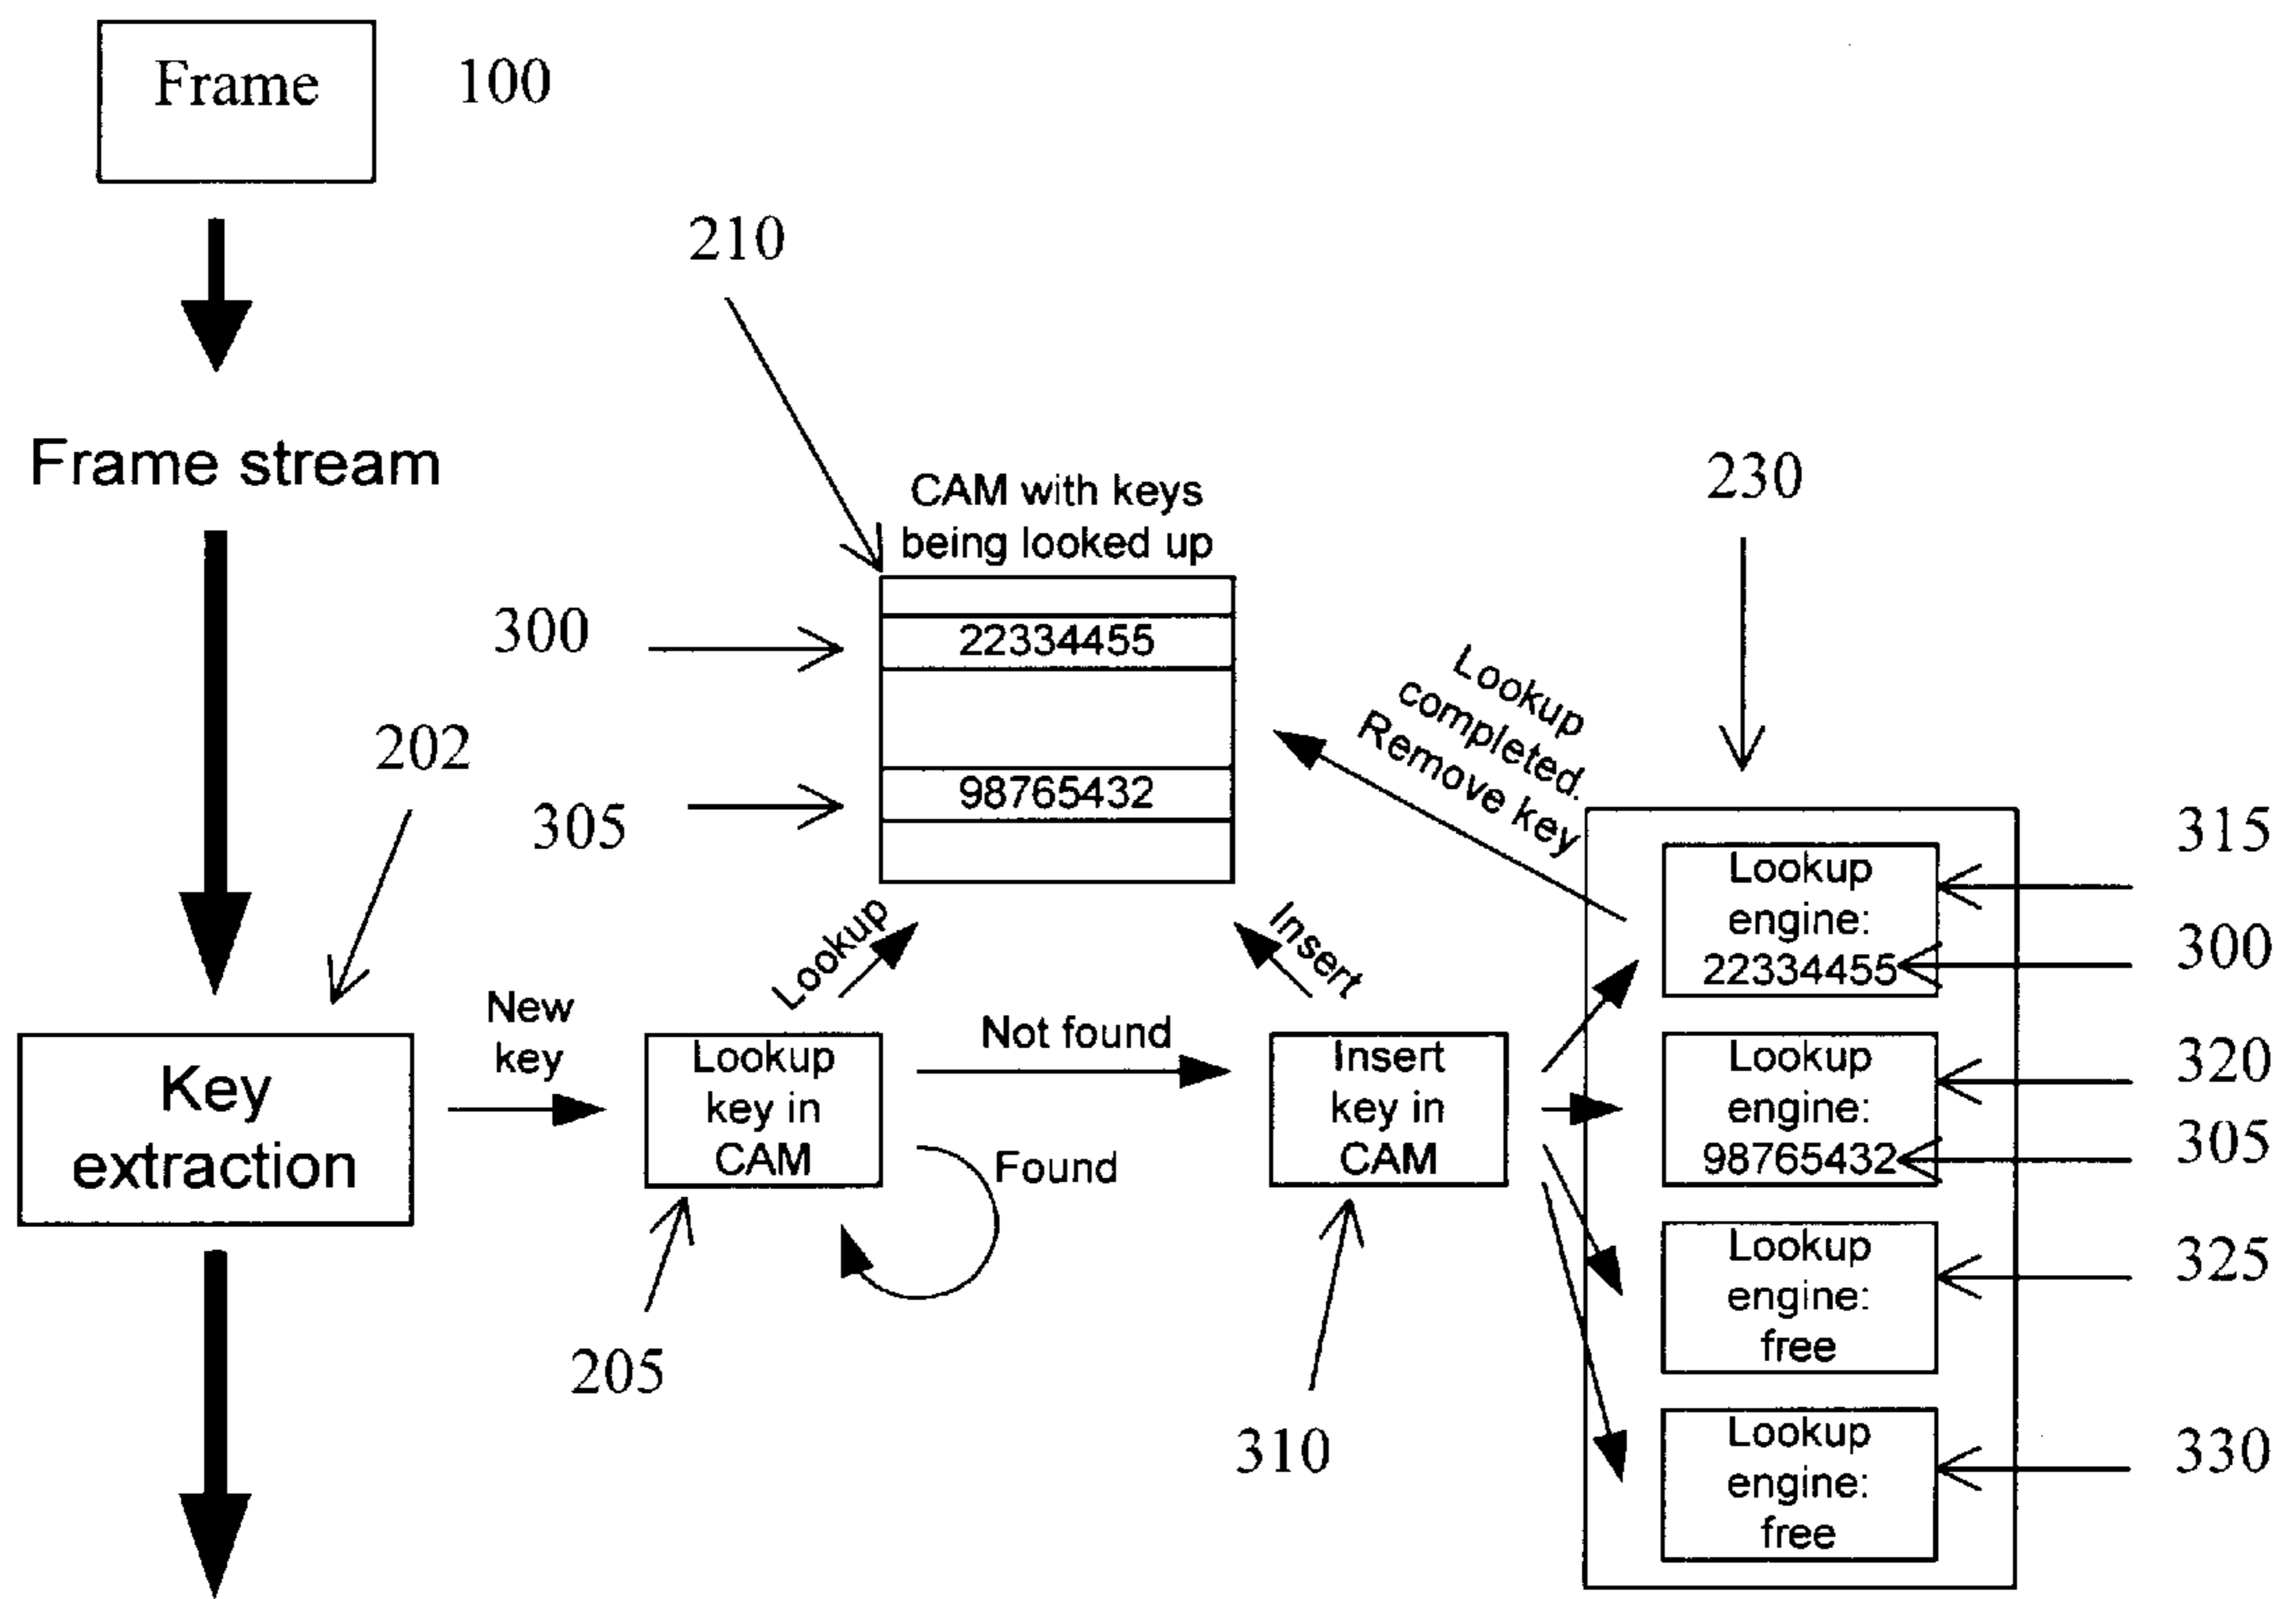 Frame
100
210
Frame stream
CAM with keys
being looked up
230
300
22334455
Lookup
completed.
Remove key
202
305
98765432
315
Lookup
engine:
22334455
300
Lookup
Insert
New
key
Not found
Key
extraction
Lookup
key in
CAM
Found
Insert
key in
CAM
Lookup
engine:
98765432
320
305
Lookup
engine:
free
325
205
310
Lookup
engine:
free
330